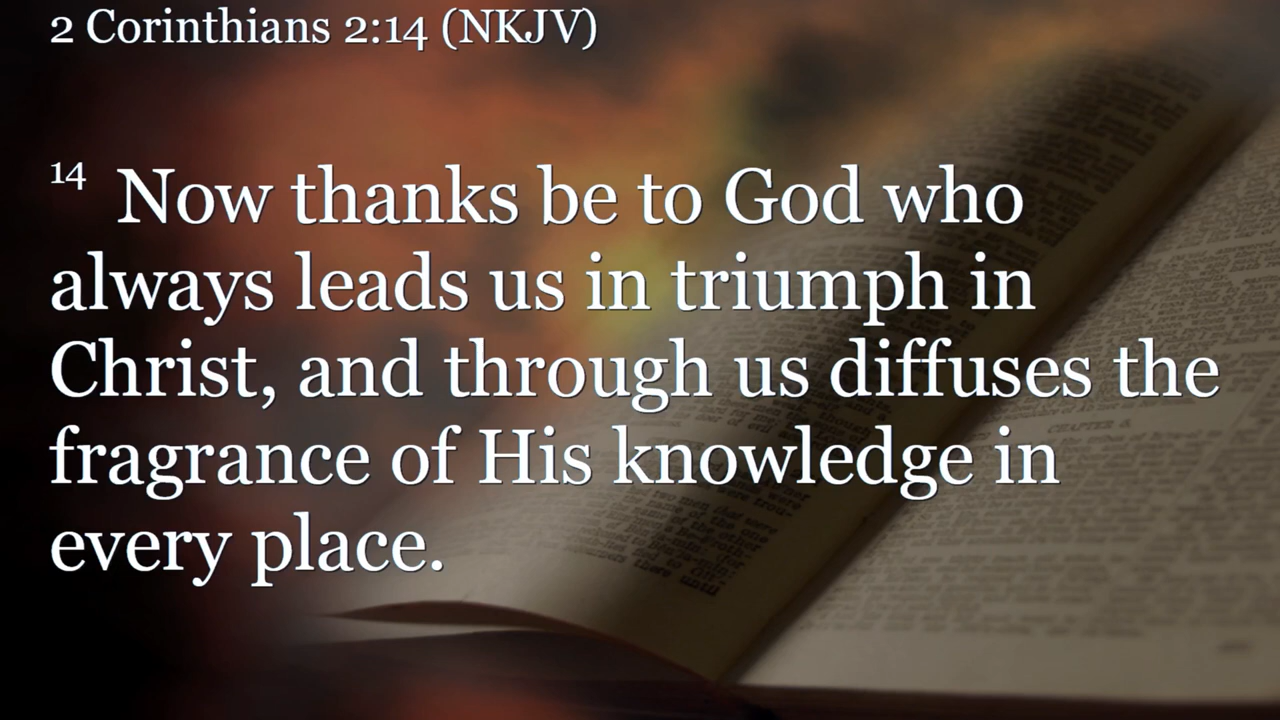 2 Corinthians 2:14 (NKJV)
14 Now thanks be to God who
always leads us in triumph in
Christ, and through us diffuses the
fragrance of His knowledge in
every place.